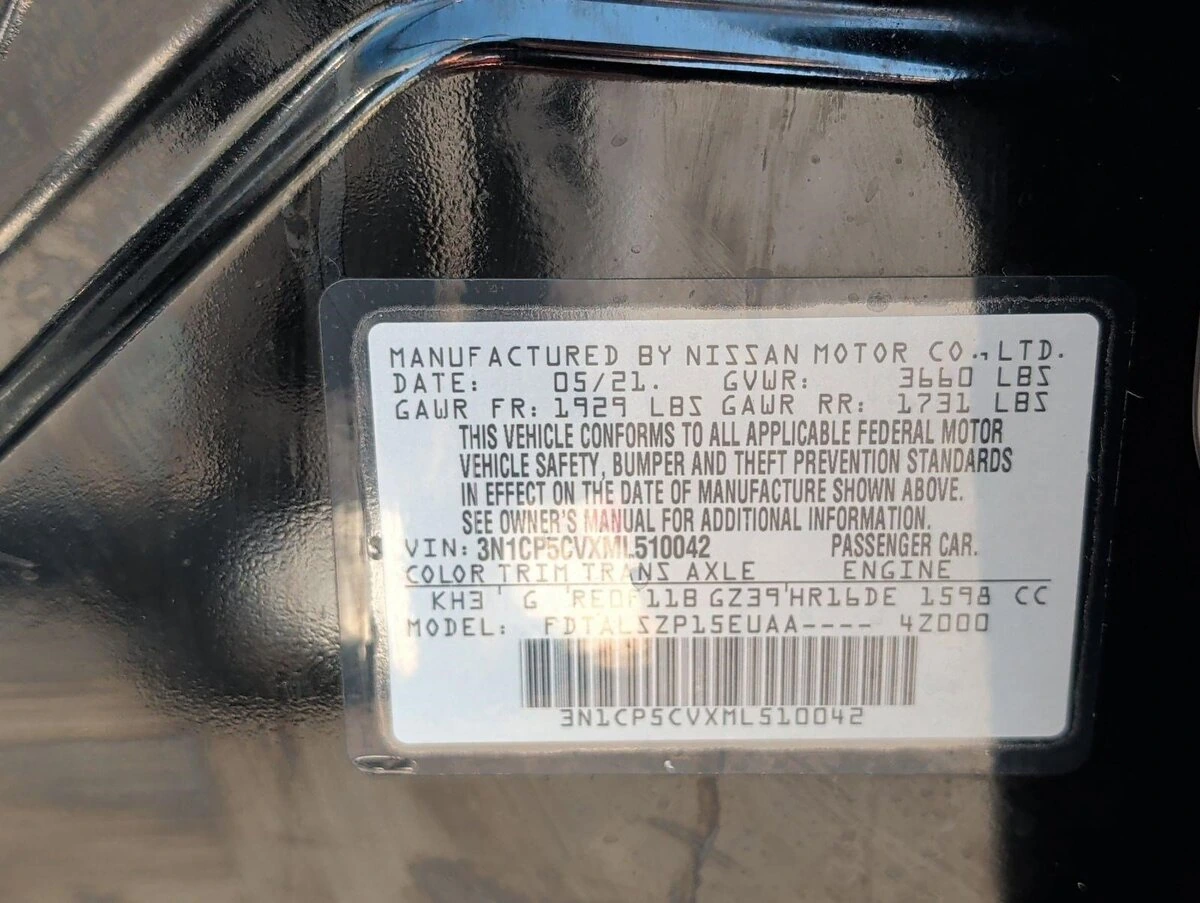 MANUFACTURED BY NISSAN MOTOR CO., LTD.
DATE: 05/21. GVWR: 3660 LBS
GAWR FR: 1929 LBS GAWR RR: 1731 LBS
THIS VEHICLE CONFORMS TO ALL APPLICABLE FEDERAL MOTOR
VEHICLE SAFETY, BUMPER AND THEFT PREVENTION STANDARDS
IN EFFECT ON THE DATE OF MANUFACTURE SHOWN ABOVE.
SEE OWNER'S MANUAL FOR ADDITIONAL INFORMATION.
VIN: 3N1CP5CVXML510042 PASSENGER CAR.
COLOR TRIM TRANS AXLE ENGINE
KH3 ' G ' RE0F11B GZ39'HR16DE 1598 CC
MODEL: FDTALSZP15EUAA---- 4Z000
3N1CP5CVXML510042